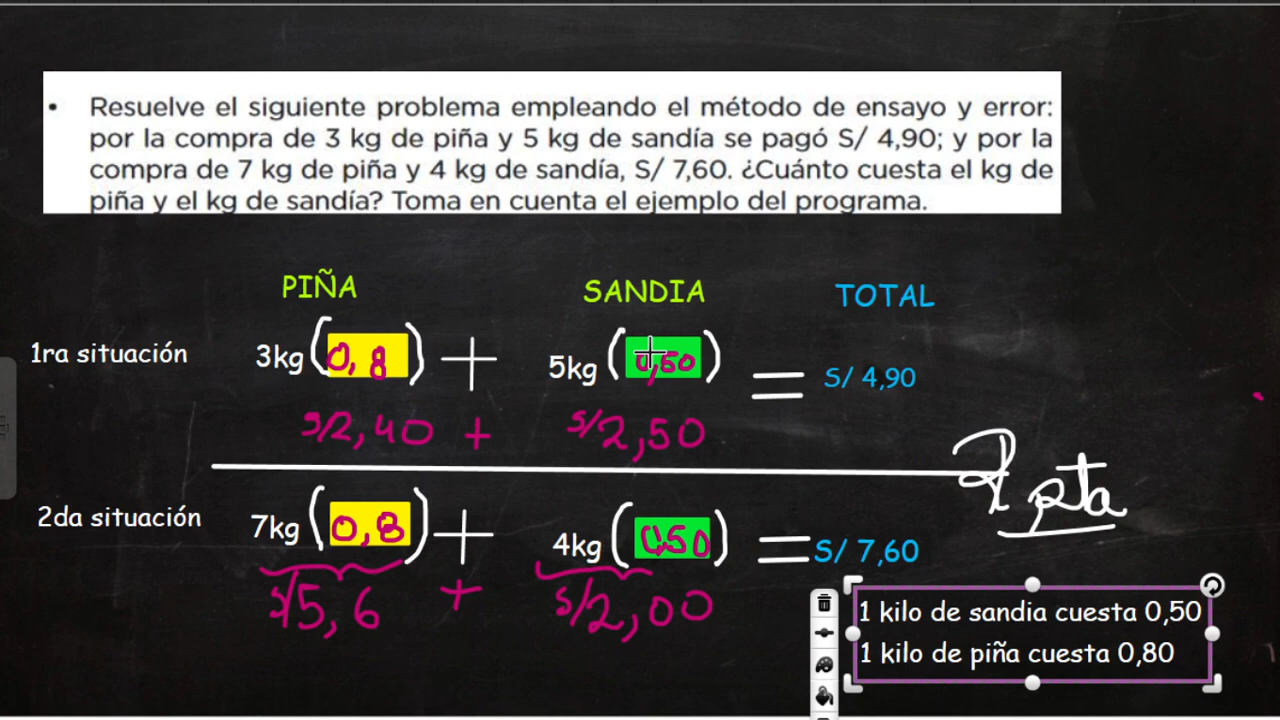 • Resuelve el siguiente problema empleando el método de ensayo y error:
por la compra de 3 kg de piña y 5 kg de sandía se pagó S/ 4,90; y por la
compra de 7 kg de piña y 4 kg de sandía, S/ 7,60. ¿Cuánto cuesta el kg de
piña y el kg de sandía? Toma en cuenta el ejemplo del programa.
PIÑA SANDIA TOTAL
1ra situación 3kg (0,8) + 5kg (0,50) = S/ 4,90
S/2,40 + S/2,50
2da situación 7kg (0,8) + 4kg (0,50) = S/ 7,60
S/5,6 + S/2,00
Rpta
1 kilo de sandia cuesta 0,50
1 kilo de piña cuesta 0,80